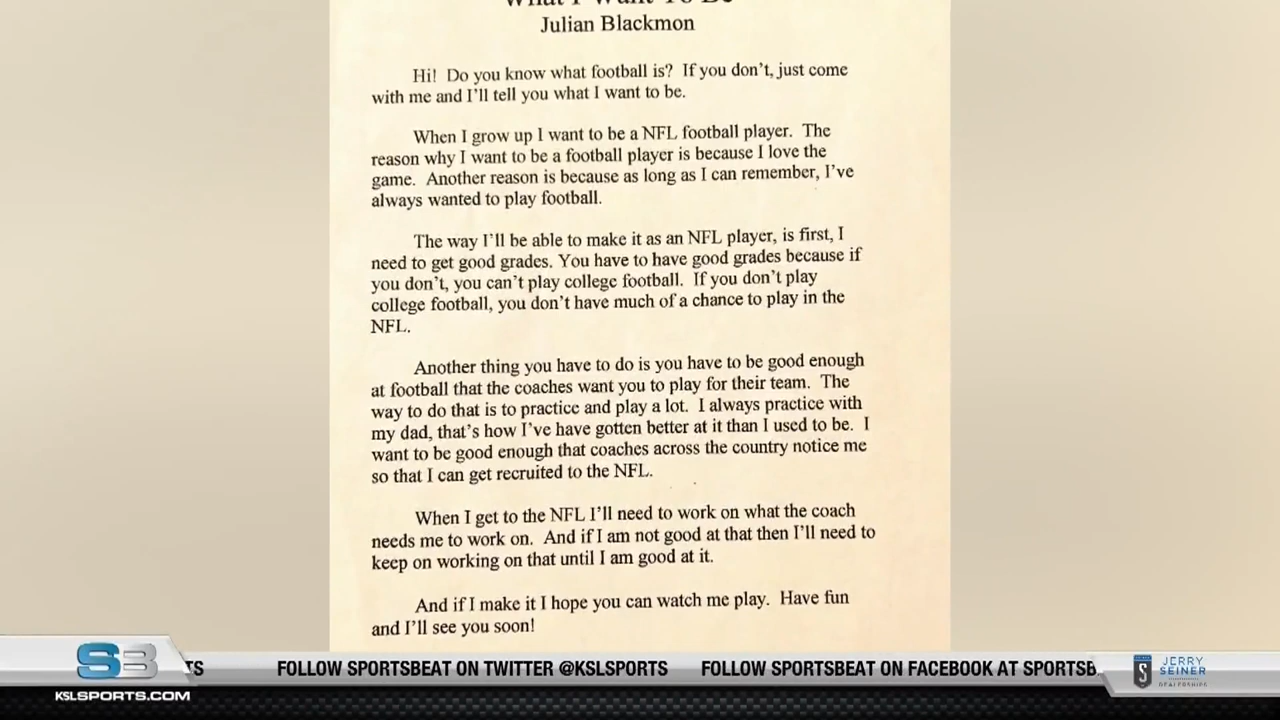 What I Want To Be
Julian Blackmon
Hi! Do you know what football is? If you don't, just come
with me and I'll tell you what I want to be.
When I grow up I want to be a NFL football player. The
reason why I want to be a football player is because I love the
game. Another reason is because as long as I can remember, I've
always wanted to play football.
The way I'll be able to make it as an NFL player, is first, I
need to get good grades. You have to have good grades because if
you don't, you can't play college football. If you don't play
college football, you don't have much of a chance to play in the
NFL.
Another thing you have to do is you have to be good enough
at football that the coaches want you to play for their team. The
way to do that is to practice and play a lot. I always practice with
my dad, that's how I've have gotten better at it than I used to be. I
want to be good enough that coaches across the country notice me
so that I can get recruited to the NFL.
When I get to the NFL I'll need to work on what the coach
needs me to work on. And if I am not good at that then I'll need to
keep on working on that until I am good at it.
And if I make it I hope you can watch me play. Have fun
and I'll see you soon!
SB
KSLSPORTS.COM
TS FOLLOW SPORTSBEAT ON TWITTER @KSLSPORTS FOLLOW SPORTSBEAT ON FACEBOOK AT SPORTSB
S
JERRY
SEINER
DEALERSHIPS